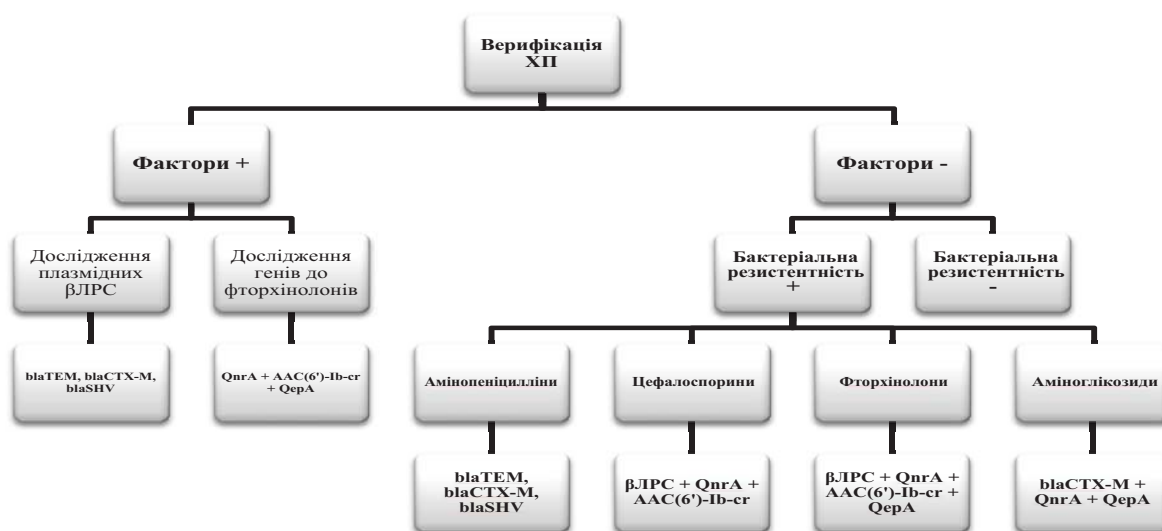 Верифікація
ХП
Фактори +
Фактори -
Дослідження
плазмідних
βЛРС
Дослідження
генів до
фторхінолонів
Бактеріальна
резистентність
+
Бактеріальна
резистентність
-
blaTEM, blaCTX-M,
blaSHV
QnrA + AAC(6')-Ib-cr
+ QepA
Амінопеніцилліни
Цефалоспорини
Фторхінолони
Аміноглікозиди
blaTEM,
blaCTX-M,
blaSHV
βЛРС + QnrA +
AAC(6')-Ib-cr
βЛРС + QnrA +
AAC(6')-Ib-cr +
QepA
blaCTX-M +
QnrA + QepA